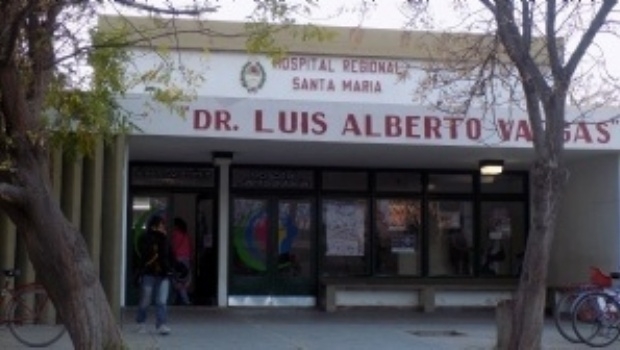 HOSPITAL REGIONAL
SANTA MARIA
"DR. LUIS ALBERTO VARGAS"